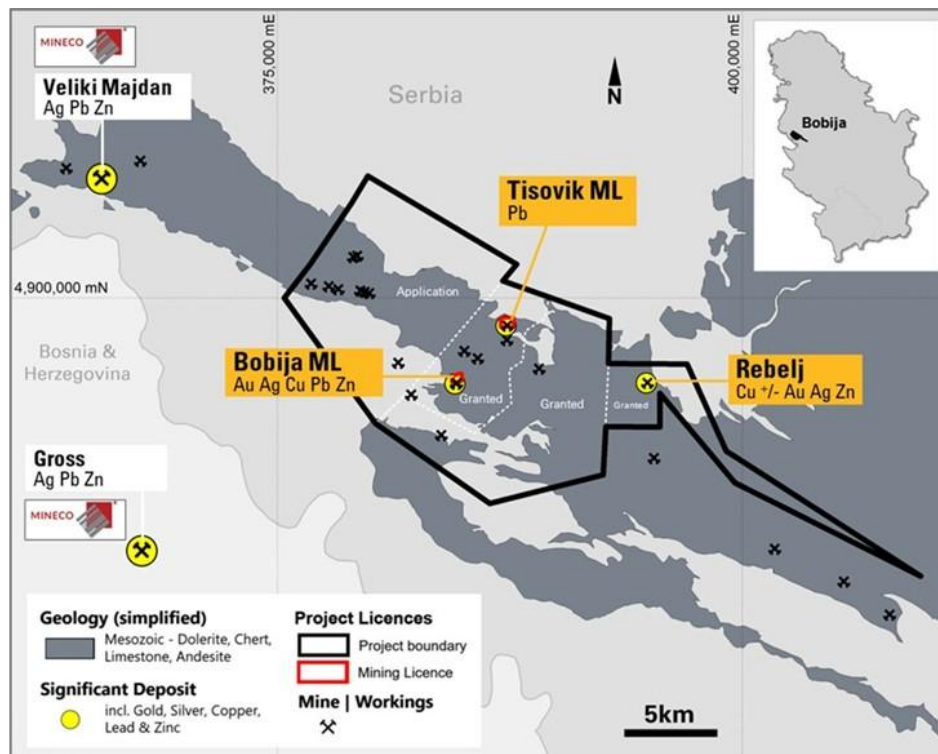 MINECO
Veliki Majdan
Ag Pb Zn
375,000 mE
400,000 mE
Serbia
N
Bobija
Tisovik ML
Pb
4,900,000 mN
Application
Bosnia &
Herzegovina
Bobija ML
Au Ag Cu Pb Zn
Granted
Granted
Granted
Rebelj
Cu +/- Au Ag Zn
Gross
Ag Pb Zn
MINECO
Geology (simplified)
Mesozoic - Dolerite, Chert,
Limestone, Andesite
Significant Deposit
incl. Gold, Silver, Copper,
Lead & Zinc
Project Licences
Project boundary
Mining Licence
Mine | Workings
5km